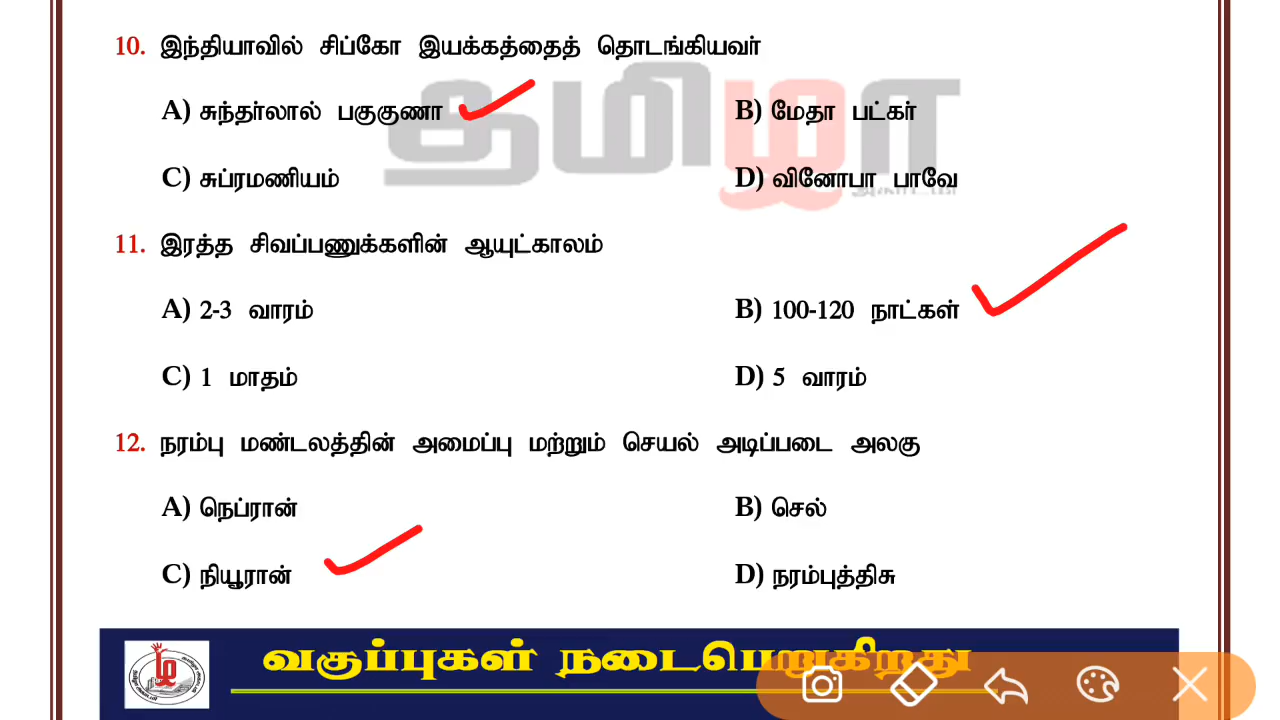 10. இந்தியாவில் சிப்கோ இயக்கத்தைத் தொடங்கியவர்
A) சுந்தர்லால் பகுகுணா B) மேதா பட்கர்
C) சுப்ரமணியம் D) வினோபா பாவே
தமிழா
11. இரத்த சிவப்பணுக்களின் ஆயுட்காலம்
A) 2-3 வாரம் B) 100-120 நாட்கள்
C) 1 மாதம் D) 5 வாரம்
12. நரம்பு மண்டலத்தின் அமைப்பு மற்றும் செயல் அடிப்படை அலகு
A) நெப்ரான் B) செல்
C) நியூரான் D) நரம்புத்திசு
வகுப்புகள் நடைபெறுகிறது